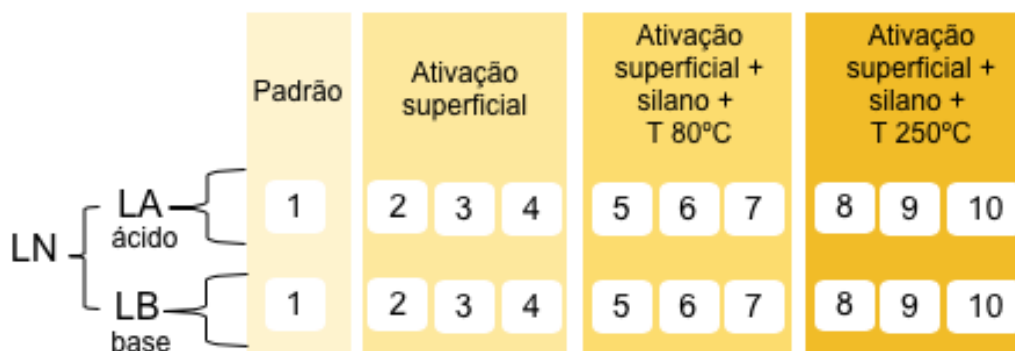 Padrão
Ativação
superficial
Ativação
superficial +
silano +
T 80ºC
Ativação
superficial +
silano +
T 250ºC
LN
LA
ácido
1 2 3 4 5 6 7 8 9 10
LB
base
1 2 3 4 5 6 7 8 9 10